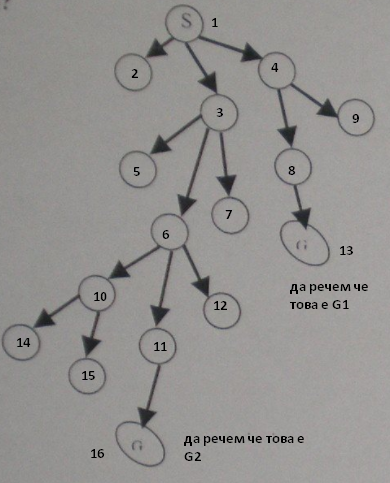 ?
S 1
2
4
3
9
5
8
7
6
G 13
10
12
да речем че
това е G1
14
11
15
G
да речем че това е
G2
16